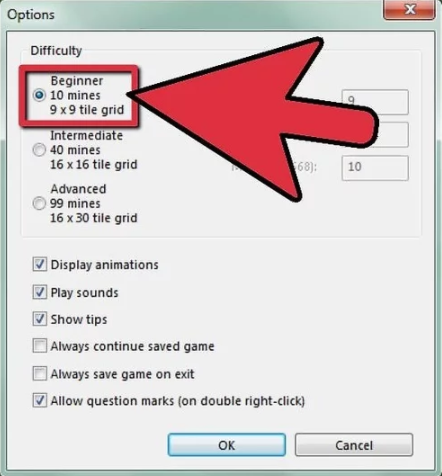 Options
Difficulty
Beginner
10 mines
9 x 9 tile grid
9
Intermediate
40 mines
16 x 16 tile grid
68):
10
Advanced
99 mines
16 x 30 tile grid
Display animations
Play sounds
Show tips
Always continue saved game
Always save game on exit
Allow question marks (on double right-click)
OK
Cancel